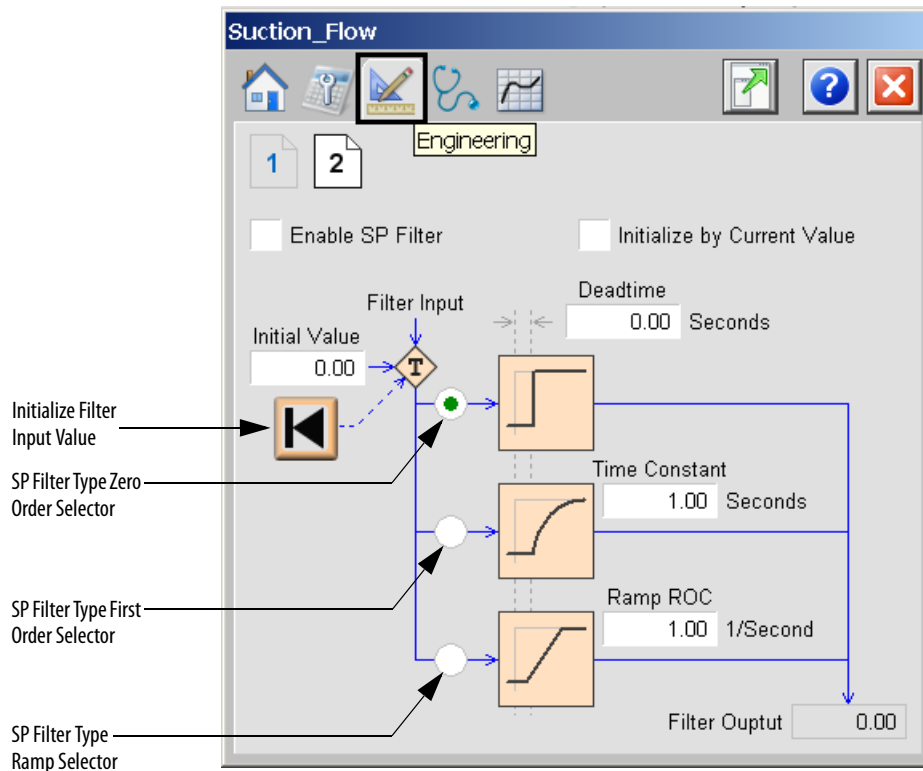 Suction_Flow
Engineering
1
2
Enable SP Filter
Initialize by Current Value
Deadtime
0.00 Seconds
Filter Input
Initial Value
0.00
T
Initialize Filter
Input Value
SP Filter Type Zero
Order Selector
Time Constant
1.00 Seconds
SP Filter Type First
Order Selector
Ramp ROC
1.00 1/Second
SP Filter Type
Ramp Selector
Filter Ouptut 0.00